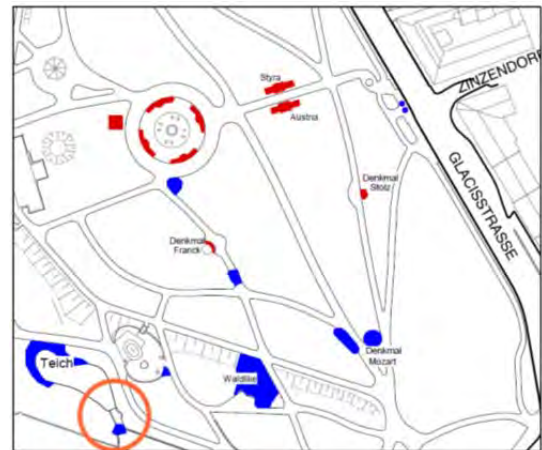 ZINZENDORF
Styra
Austria
GLACISSTRASSE
Denkmal
Stolz
Denkmal
Franck
Denkmal
Mozart
Teich
Waldlilie